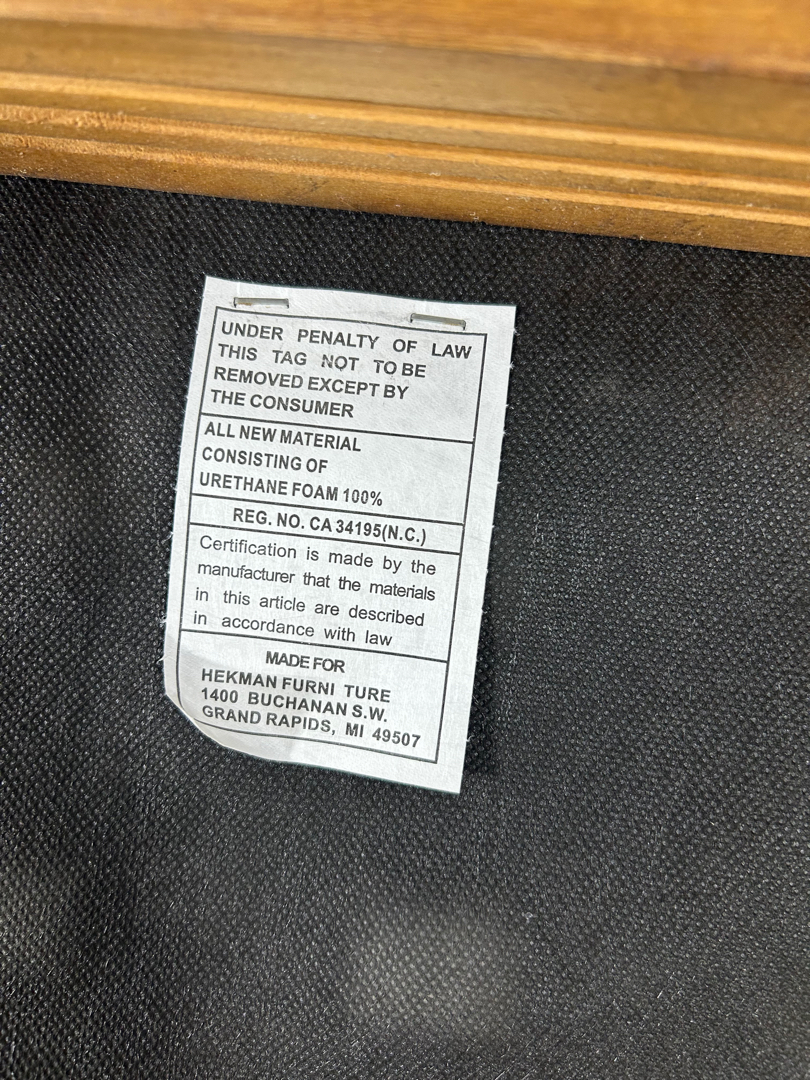 UNDER PENALTY OF LAW
THIS TAG NOT TO BE
REMOVED EXCEPT BY
THE CONSUMER
ALL NEW MATERIAL
CONSISTING OF
URETHANE FOAM 100%
REG. NO. CA 34195(N.C.)
Certification is made by the
manufacturer that the materials
in this article are described
in accordance with law
MADE FOR
HEKMAN FURNI TURE
1400 BUCHANAN S.W.
GRAND RAPIDS, MI 49507